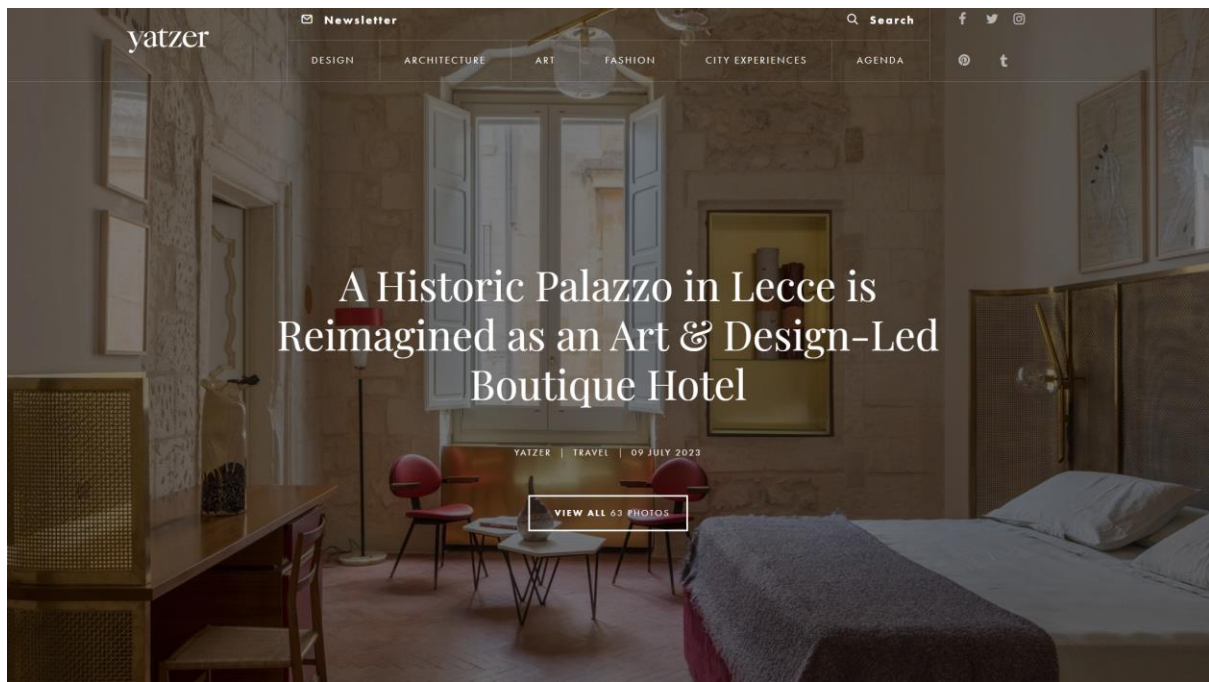 yatzer
Newsletter
Search
DESIGN
ARCHITECTURE
ART
FASHION
CITY EXPERIENCES
AGENDA
A Historic Palazzo in Lecce is
Reimagined as an Art & Design-Led
Boutique Hotel
YATZER | TRAVEL | 09 JULY 2023
VIEW ALL 63 PHOTOS